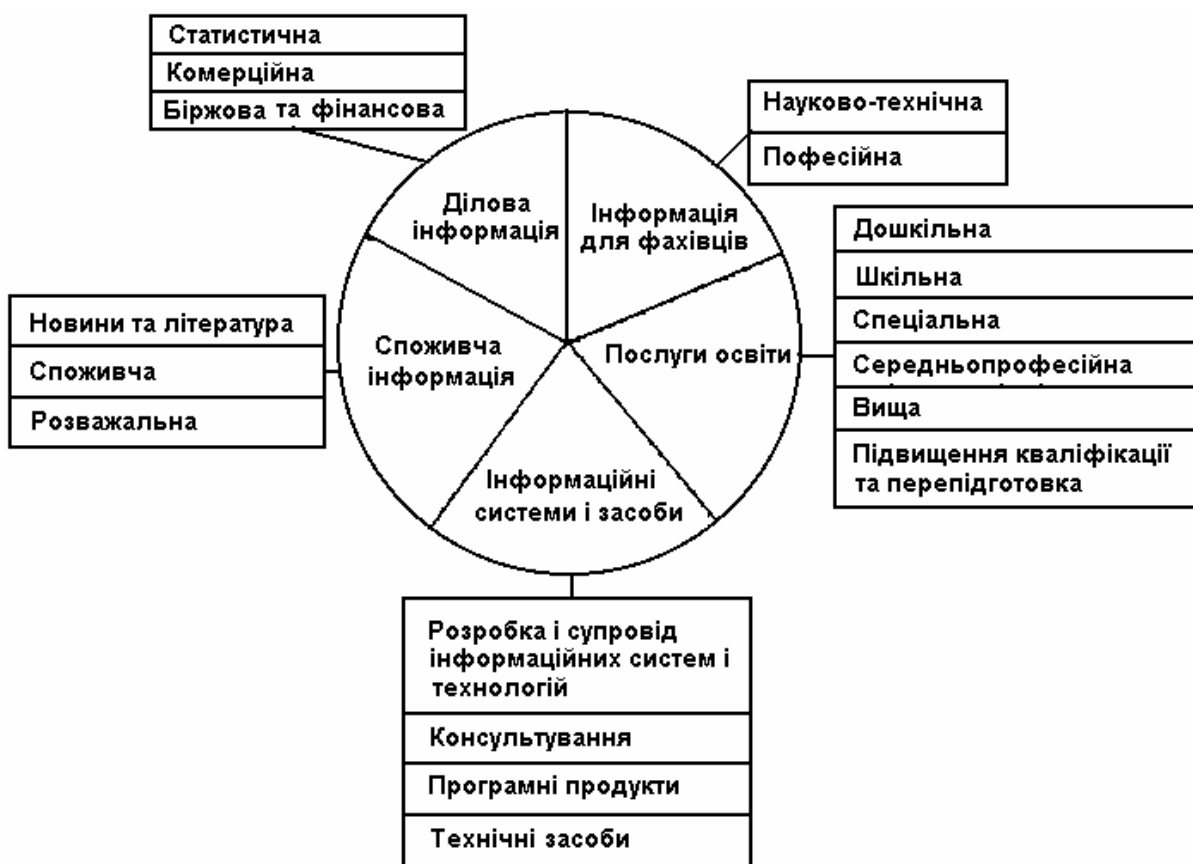 Статистична
Комерційна
Біржова та фінансова
Науково-технічна
Пофесійна
Ділова
інформація
Інформація
для фахівців
Дошкільна
Шкільна
Спеціальна
Середньопрофесійна
Вища
Підвищення кваліфікації
та перепідготовка
Новини та література
Споживча
Розважальна
Споживча
інформація
Послуги освіти
Інформаційні
системи і засоби
Розробка і супровід
інформаційних систем і
технологій
Консультування
Програмні продукти
Технічні засоби